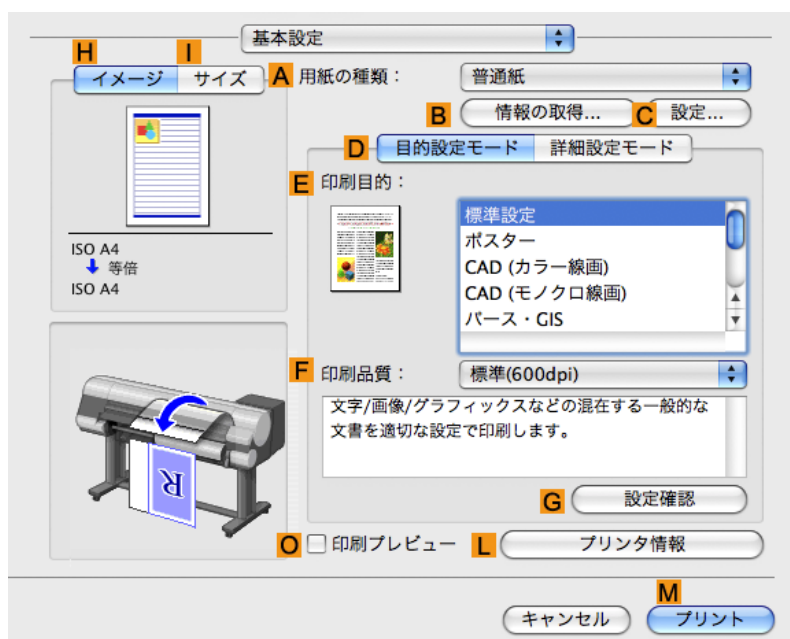 基本設定
H
I
イメージ サイズ
A 用紙の種類： 普通紙
B 情報の取得... C 設定...
D 目的設定モード 詳細設定モード
E 印刷目的：
標準設定
ポスター
CAD (カラー線画)
CAD (モノクロ線画)
パース・GIS
ISO A4
等倍
ISO A4
F 印刷品質： 標準(600dpi)
文字/画像/グラフィックスなどの混在する一般的な
文書を適切な設定で印刷します。
R
G 設定確認
O 印刷プレビュー L プリンタ情報
M
キャンセル プリント